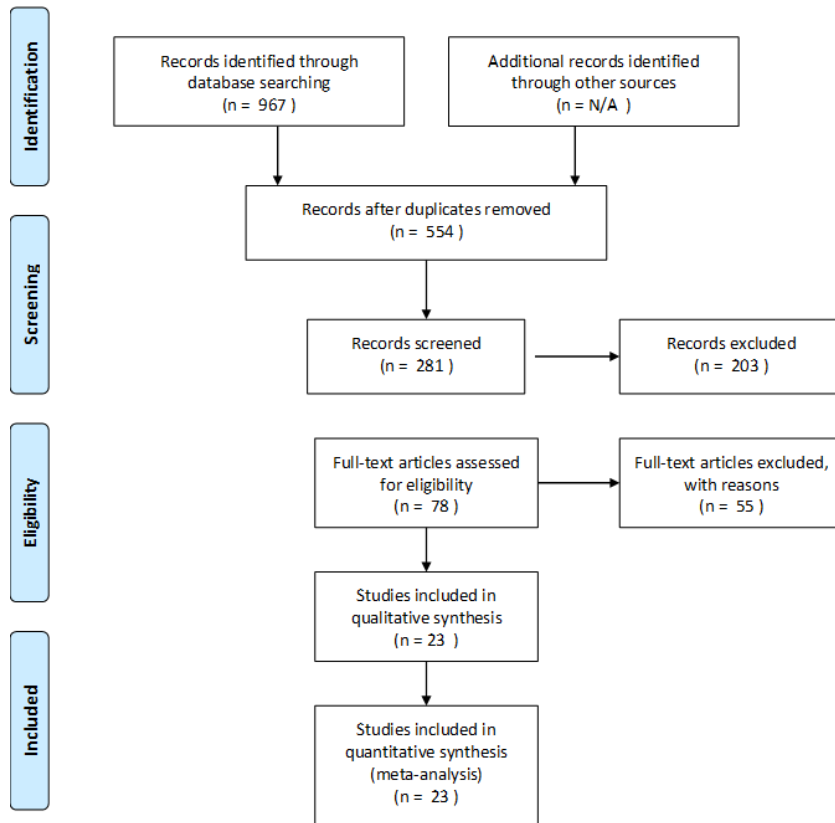 Identification
Records identified through
database searching
(n = 967 )
Additional records identified
through other sources
(n = N/A )
Records after duplicates removed
(n = 554 )
Screening
Records screened
(n = 281 )
Records excluded
(n = 203 )
Eligibility
Full-text articles assessed
for eligibility
(n = 78 )
Full-text articles excluded,
with reasons
(n = 55 )
Studies included in
qualitative synthesis
(n = 23 )
Included
Studies included in
quantitative synthesis
(meta-analysis)
(n = 23 )